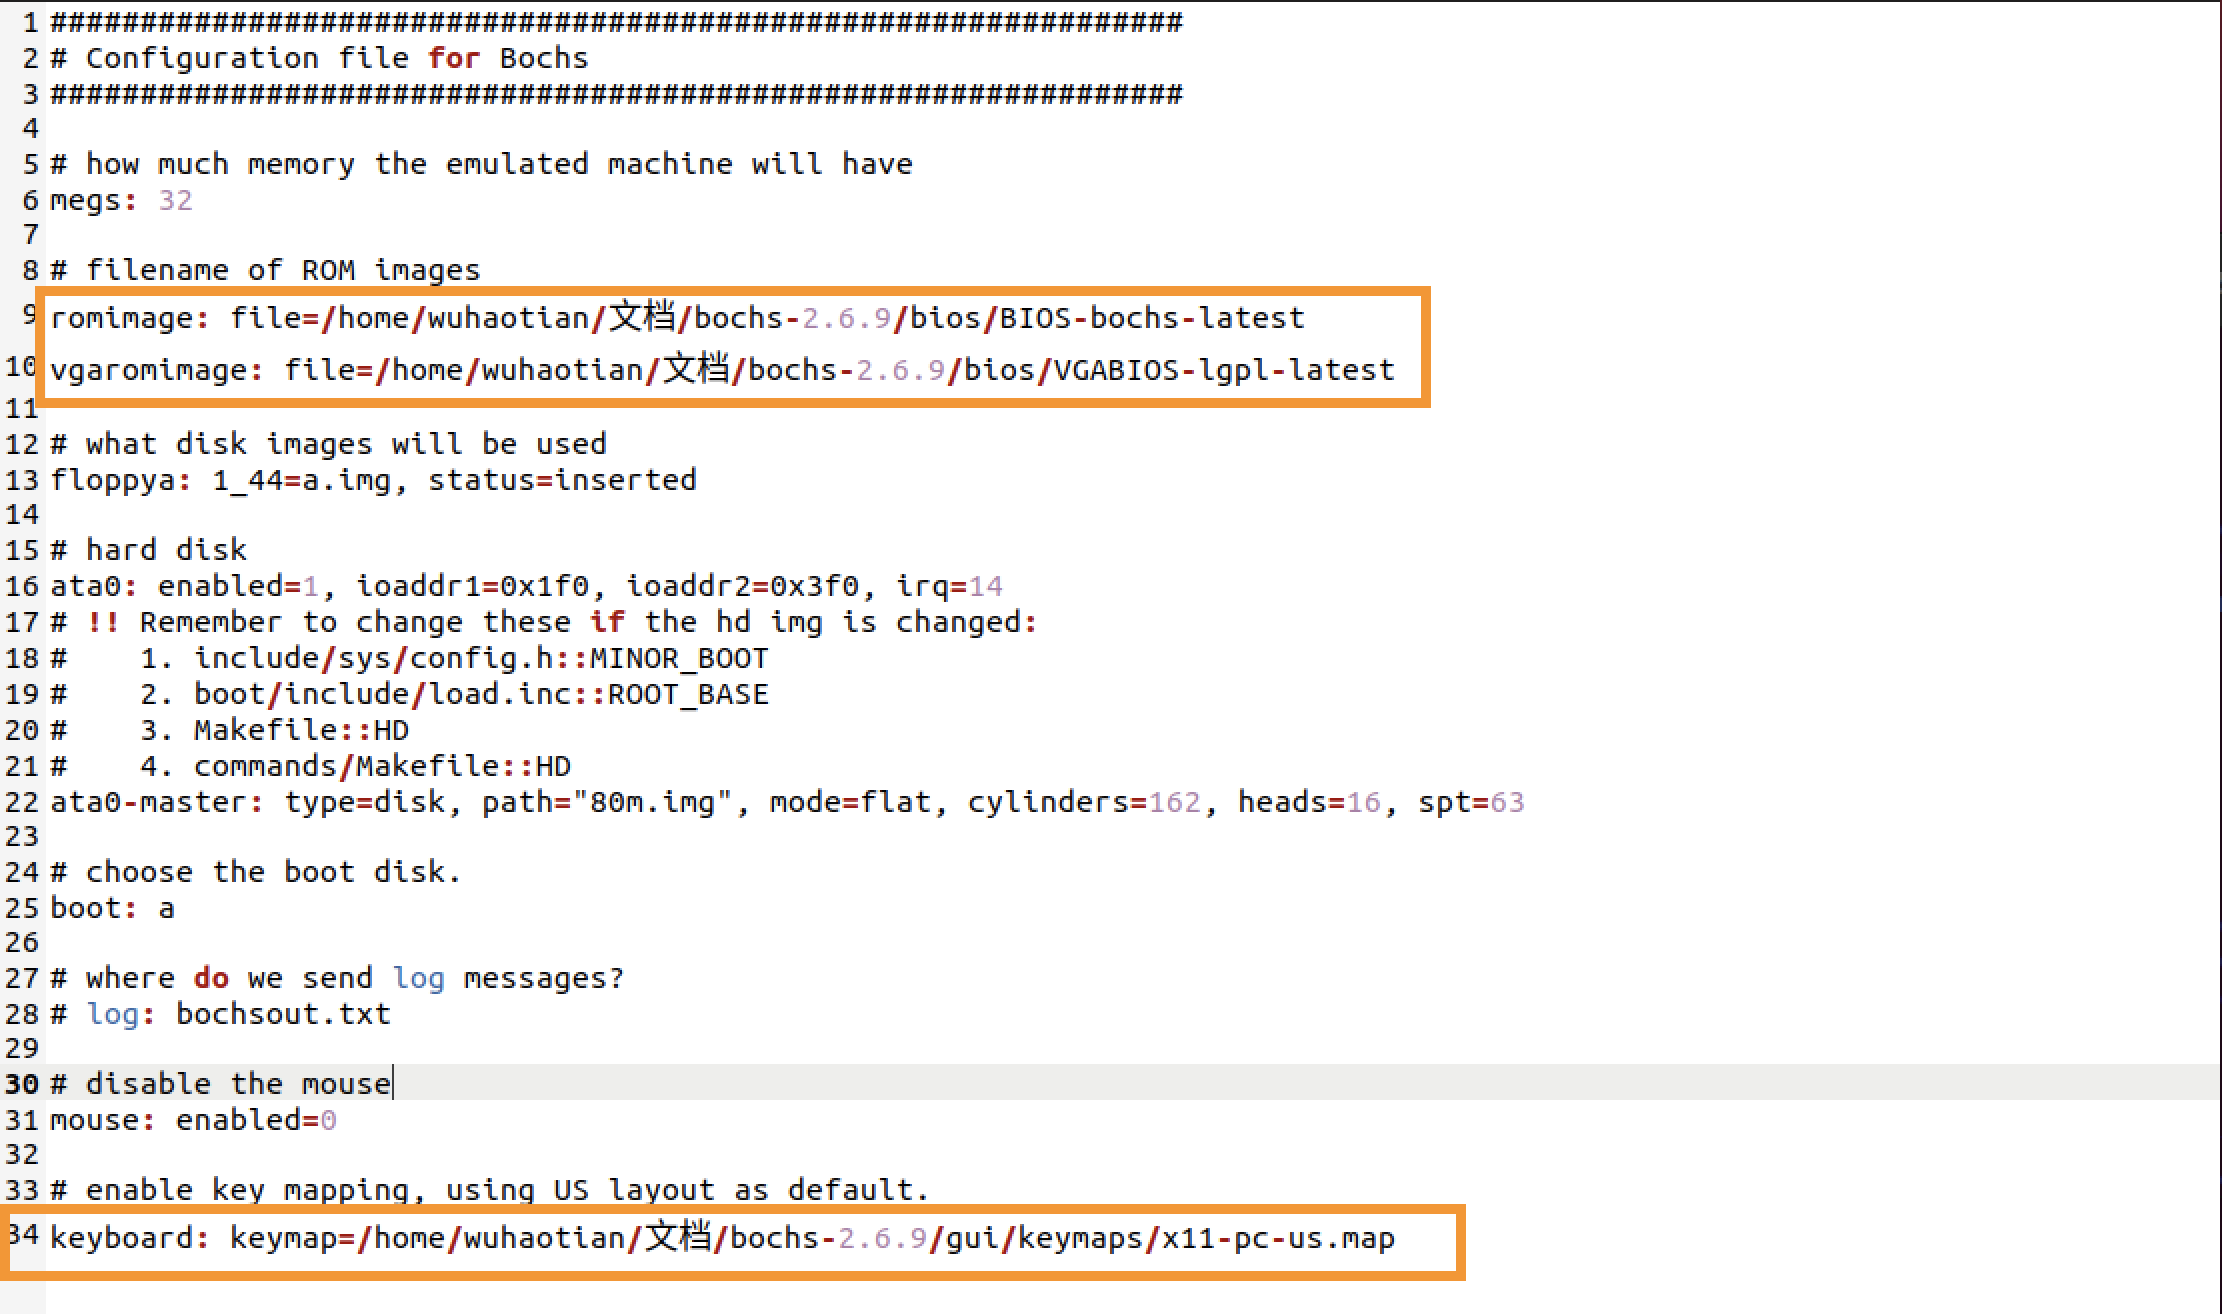 1 ###############################################################
2 # Configuration file for Bochs
3 ###############################################################
4
5 # how much memory the emulated machine will have
6 megs: 32
7
8 # filename of ROM images
9 romimage: file=/home/wuhaotian/文档/bochs-2.6.9/bios/BIOS-bochs-latest
10 vgaromimage: file=/home/wuhaotian/文档/bochs-2.6.9/bios/VGABIOS-lgpl-latest
11
12 # what disk images will be used
13 floppya: 1_44=a.img, status=inserted
14
15 # hard disk
16 ata0: enabled=1, ioaddr1=0x1f0, ioaddr2=0x3f0, irq=14
17 # !! Remember to change these if the hd img is changed:
18 #    1. include/sys/config.h::MINOR_BOOT
19 #    2. boot/include/load.inc::ROOT_BASE
20 #    3. Makefile::HD
21 #    4. commands/Makefile::HD
22 ata0-master: type=disk, path="80m.img", mode=flat, cylinders=162, heads=16, spt=63
23
24 # choose the boot disk.
25 boot: a
26
27 # where do we send log messages?
28 # log: bochsout.txt
29
30 # disable the mouse
31 mouse: enabled=0
32
33 # enable key mapping, using US layout as default.
34 keyboard: keymap=/home/wuhaotian/文档/bochs-2.6.9/gui/keymaps/x11-pc-us.map